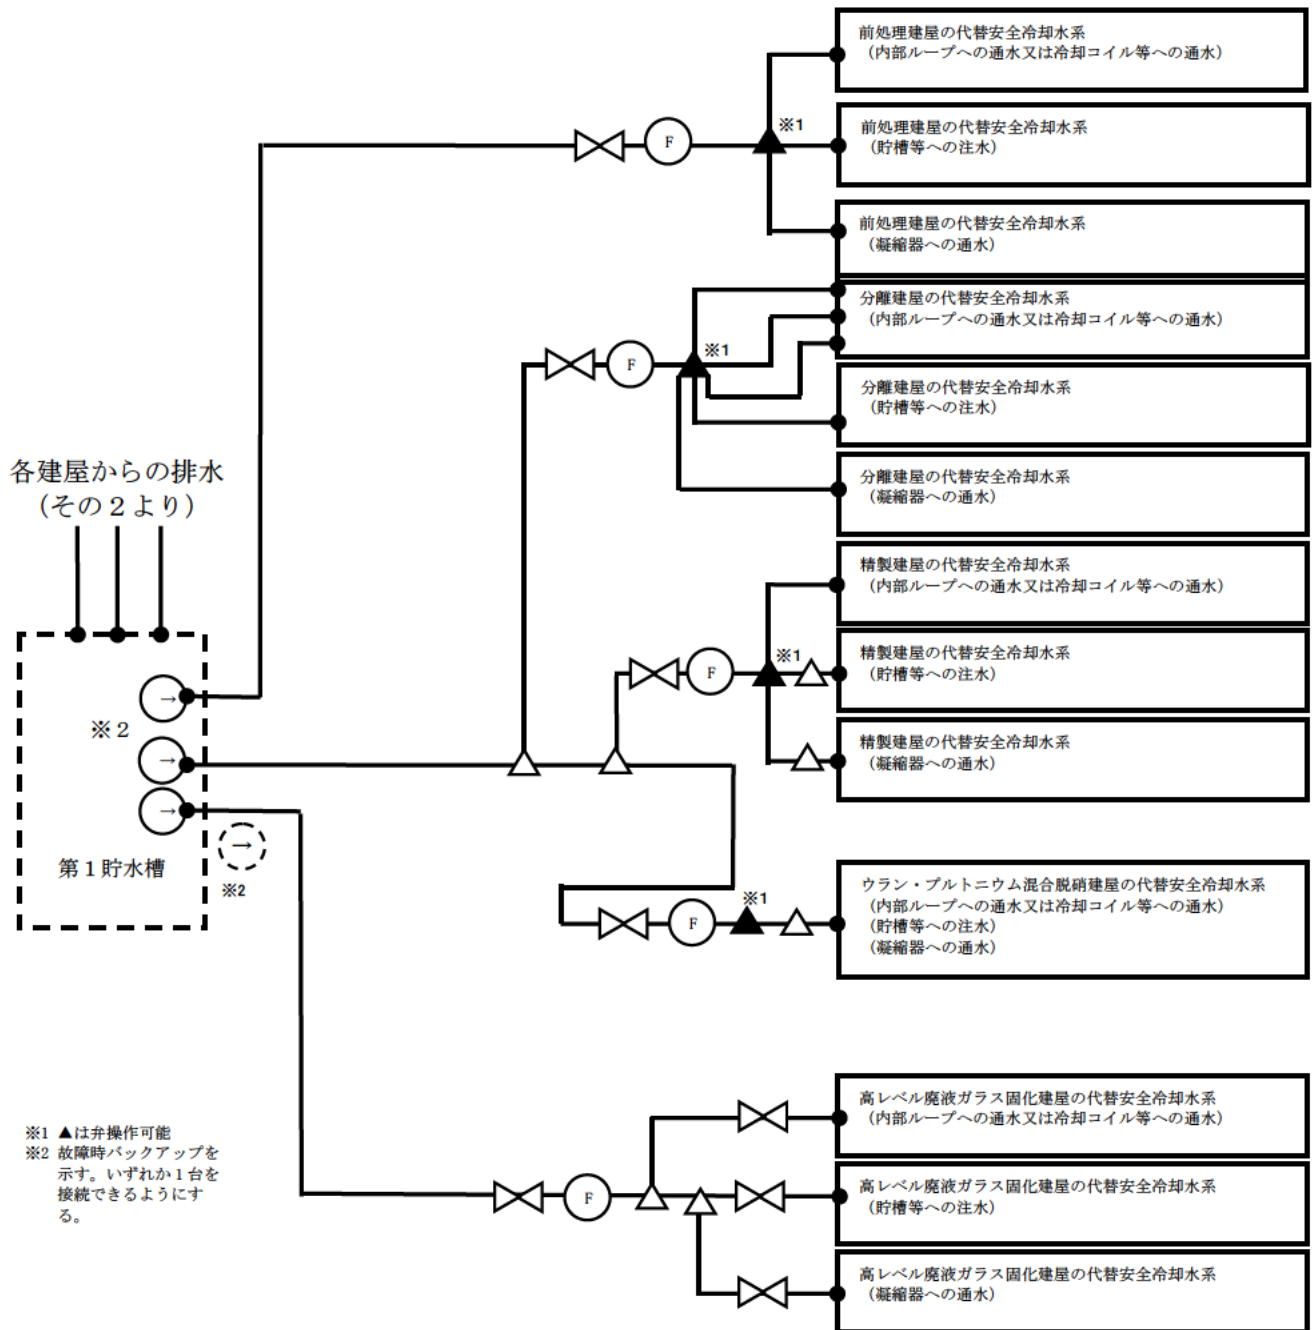 前処理建屋の代替安全冷却水系
（内部ループへの通水又は冷却コイル等への通水）
※1
F
前処理建屋の代替安全冷却水系
（貯槽等への注水）
前処理建屋の代替安全冷却水系
（凝縮器への通水）
分離建屋の代替安全冷却水系
（内部ループへの通水又は冷却コイル等への通水）
※1
F
分離建屋の代替安全冷却水系
（貯槽等への注水）
各建屋からの排水
（その２より）
分離建屋の代替安全冷却水系
（凝縮器への通水）
精製建屋の代替安全冷却水系
（内部ループへの通水又は冷却コイル等への通水）
※1
F
精製建屋の代替安全冷却水系
（貯槽等への注水）
→
※２
精製建屋の代替安全冷却水系
（凝縮器への通水）
→
→
→
※2
第１貯水槽
ウラン・プルトニウム混合脱硝建屋の代替安全冷却水系
（内部ループへの通水又は冷却コイル等への通水）
（貯槽等への注水）
（凝縮器への通水）
※1
F
高レベル廃液ガラス固化建屋の代替安全冷却水系
（内部ループへの通水又は冷却コイル等への通水）
※1 ▲は弁操作可能
※2 故障時バックアップを
示す。いずれか１台を
接続できるようにす
る。
F
高レベル廃液ガラス固化建屋の代替安全冷却水系
（貯槽等への注水）
高レベル廃液ガラス固化建屋の代替安全冷却水系
（凝縮器への通水）